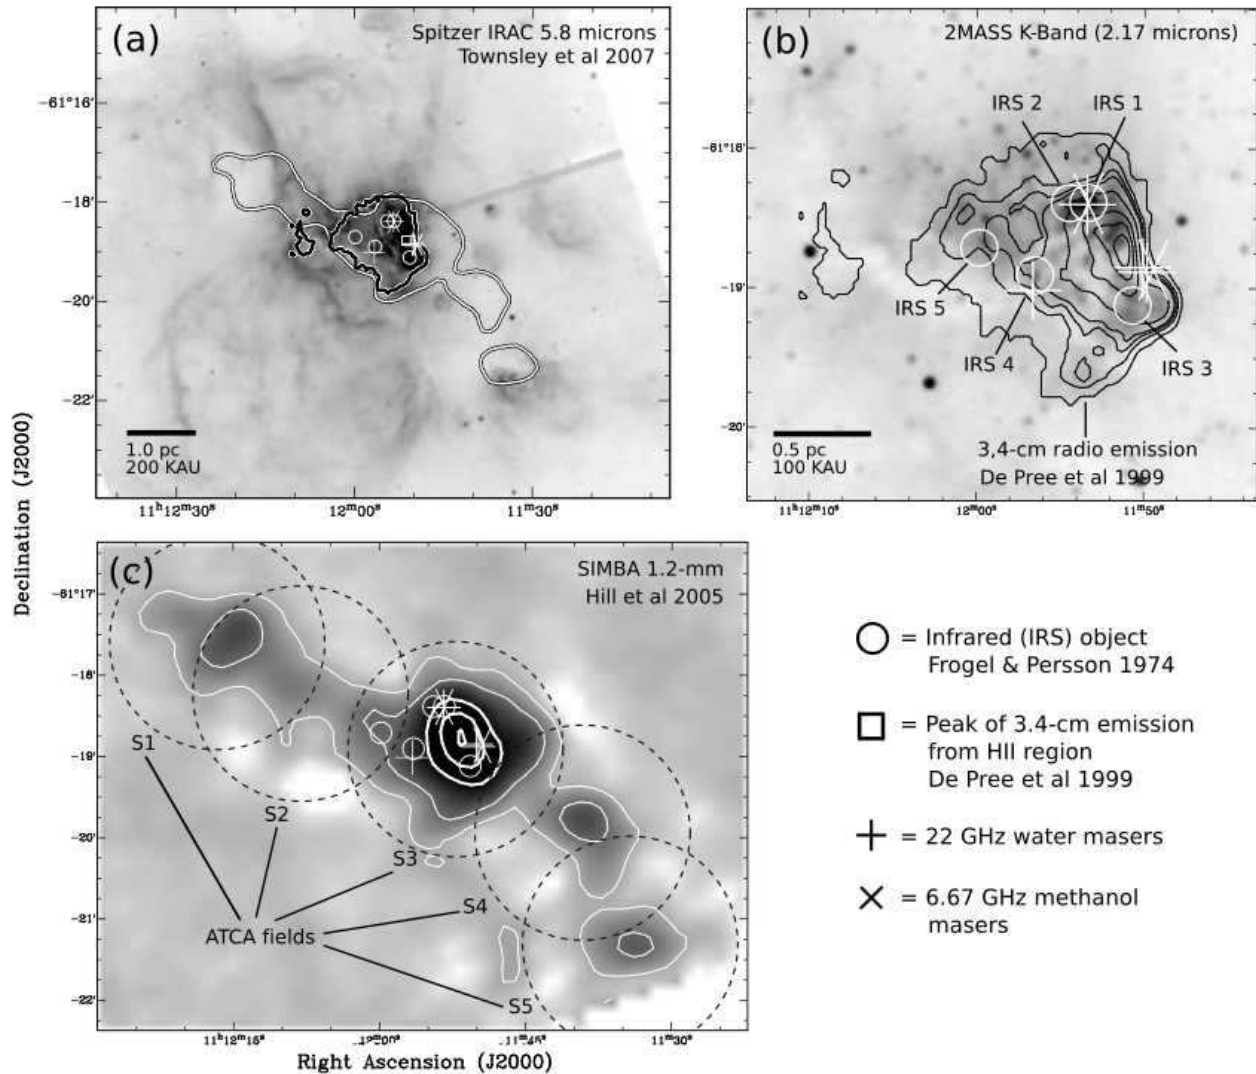 (a)
Spitzer IRAC 5.8 microns
Townsley et al 2007
-61°16'
-18'
-20'
-22'
1.0 pc
200 KAU
11ʰ12ᵐ30ˢ
12ᵐ00ˢ
11ᵐ30ˢ
(b)
2MASS K-Band (2.17 microns)
IRS 2
IRS 1
-61°18'
-19'
-20'
IRS 5
IRS 4
IRS 3
0.5 pc
100 KAU
3,4-cm radio emission
De Pree et al 1999
11ʰ12ᵐ10ˢ
12ᵐ00ˢ
11ᵐ50ˢ
Declination (J2000)
(c)
SIMBA 1.2-mm
Hill et al 2005
-61°17'
-18'
-19'
-20'
-21'
-22'
S1
S2
S3
S4
S5
ATCA fields
11ʰ12ᵐ15ˢ
12ᵐ00ˢ
11ᵐ45ˢ
11ᵐ30ˢ
Right Ascension (J2000)
= Infrared (IRS) object
Frogel & Persson 1974
= Peak of 3.4-cm emission
from HII region
De Pree et al 1999
= 22 GHz water masers
= 6.67 GHz methanol
masers